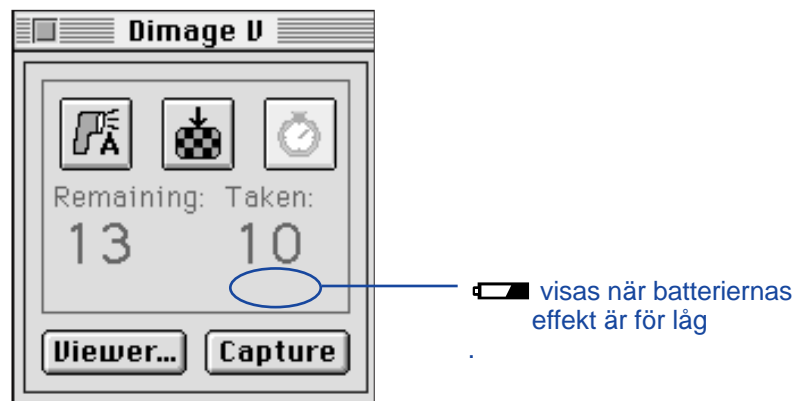 Dimage V
A
Remaining: Taken:
13 10
visas när batteriernas
effekt är för låg
.
Viewer... Capture